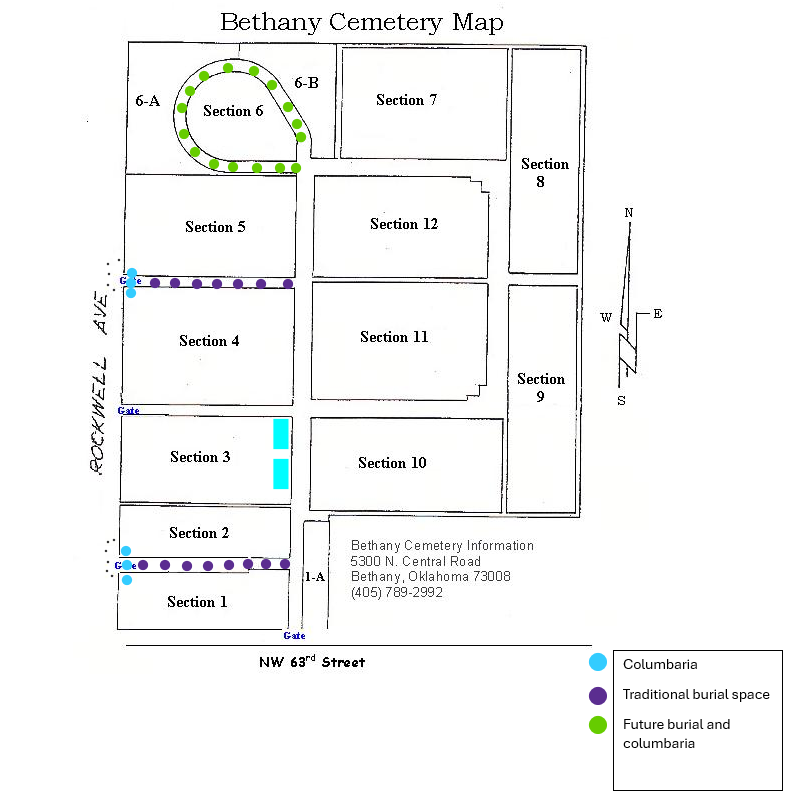 Bethany Cemetery Map
6-A
Section 6
6-B
Section 7
Section
8
Section 5
Section 12
Gate
Section 4
Section 11
Section
9
Gate
Section 3
Section 10
Section 2
Gate
Section 1
1-A
Gate
ROCKWELL AVE
N
W
E
S
Bethany Cemetery Information
5300 N. Central Road
Bethany, Oklahoma 73008
(405) 789-2992
NW 63rd Street
Columbaria
Traditional burial space
Future burial and
columbaria